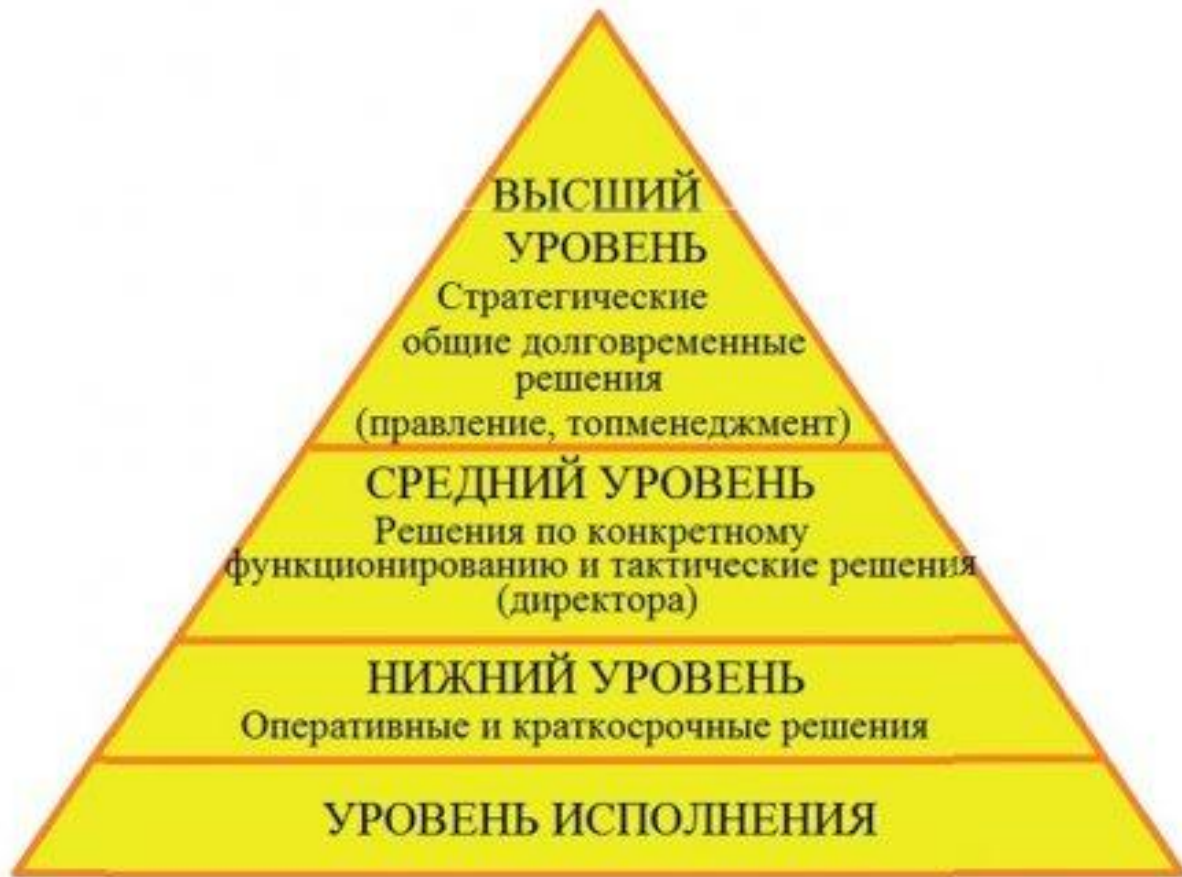 ВЫСШИЙ
УРОВЕНЬ
Стратегические
общие долговременные
решения
(правление, топменеджмент)
СРЕДНИЙ УРОВЕНЬ
Решения по конкретному
функционированию и тактические решения
(директора)
НИЖНИЙ УРОВЕНЬ
Оперативные и краткосрочные решения
УРОВЕНЬ ИСПОЛНЕНИЯ